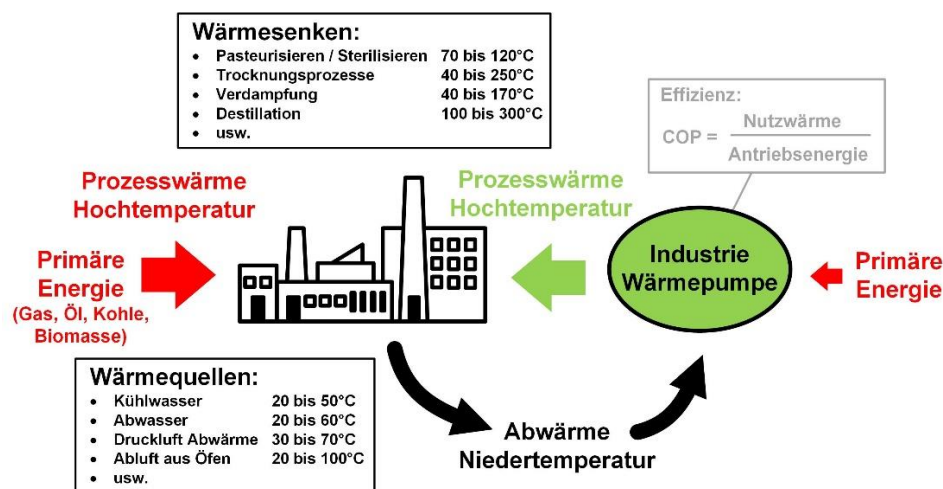 Wärmesenken:
• Pasteurisieren / Sterilisieren 70 bis 120°C
• Trocknungsprozesse 40 bis 250°C
• Verdampfung 40 bis 170°C
• Destillation 100 bis 300°C
• usw.
Effizienz:
COP = Nutzwärme
Antriebsenergie
Prozesswärme
Hochtemperatur
Prozesswärme
Hochtemperatur
Primäre
Energie
(Gas, Öl, Kohle,
Biomasse)
Industrie
Wärmepumpe
Primäre
Energie
Wärmequellen:
• Kühlwasser 20 bis 50°C
• Abwasser 20 bis 60°C
• Druckluft Abwärme 30 bis 70°C
• Abluft aus Öfen 20 bis 100°C
• usw.
Abwärme
Niedertemperatur